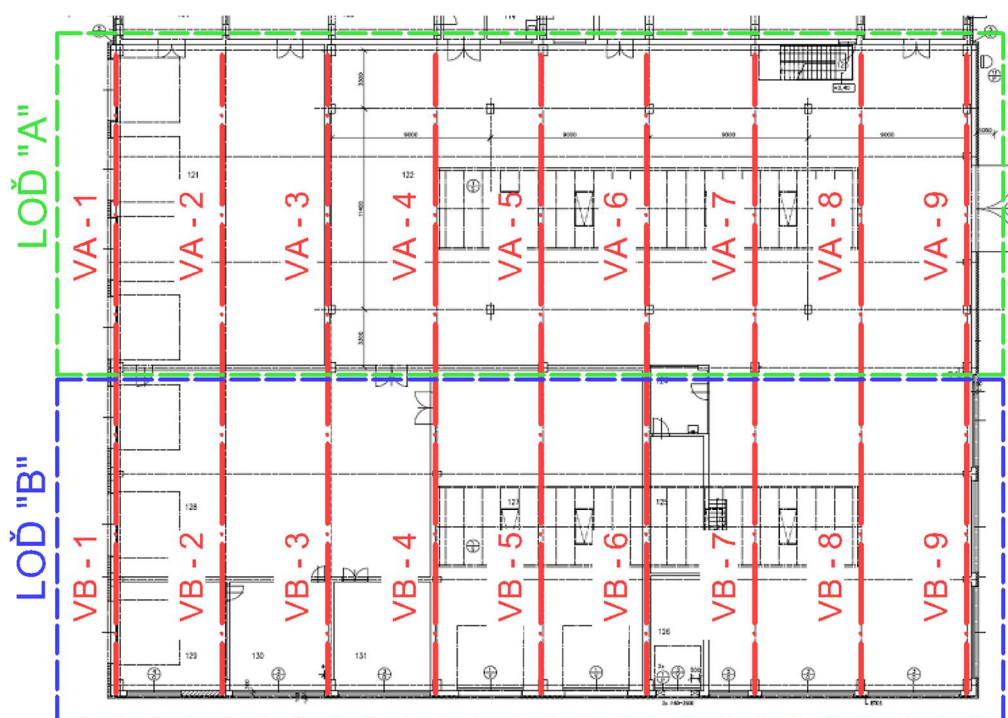 LOĎ "A"
VA - 1
VA - 2
VA - 3
VA - 4
VA - 5
VA - 6
VA - 7
VA - 8
VA - 9
3300
11400
3300
9000
9000
9000
9000
121
122
LOĎ "B"
VB - 1
VB - 2
VB - 3
VB - 4
VB - 5
VB - 6
VB - 7
VB - 8
VB - 9
128
127
125
129
130
131
126
500